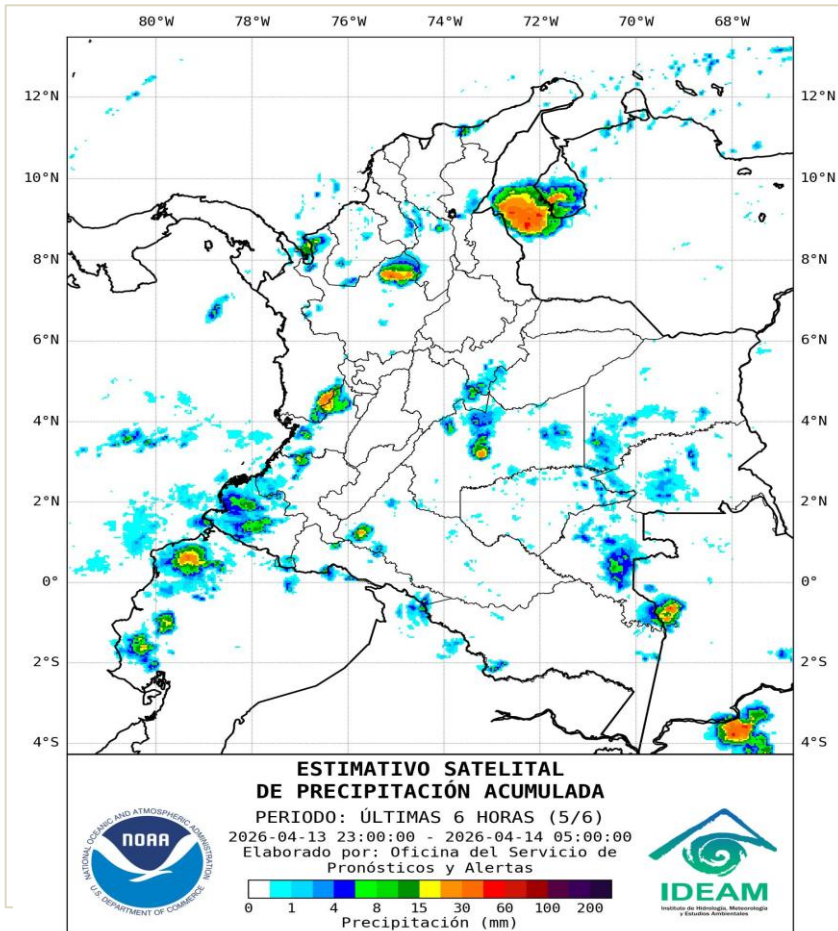 80°W 78°W 76°W 74°W 72°W 70°W 68°W
12°N 12°N
10°N 10°N
8°N 8°N
6°N 6°N
4°N 4°N
2°N 2°N
0° 0°
2°S 2°S
4°S 4°S
ESTIMATIVO SATELITAL
DE PRECIPITACIÓN ACUMULADA
PERIODO: ÚLTIMAS 6 HORAS (5/6)
2026-04-13 23:00:00 - 2026-04-14 05:00:00
Elaborado por: Oficina del Servicio de
Pronósticos y Alertas
0 1 4 8 15 30 60 100 200
Precipitación (mm)
NATIONAL OCEANIC AND ATMOSPHERIC ADMINISTRATION
NOAA
U.S. DEPARTMENT OF COMMERCE
IDEAM
Instituto de Hidrología, Meteorología
y Estudios Ambientales